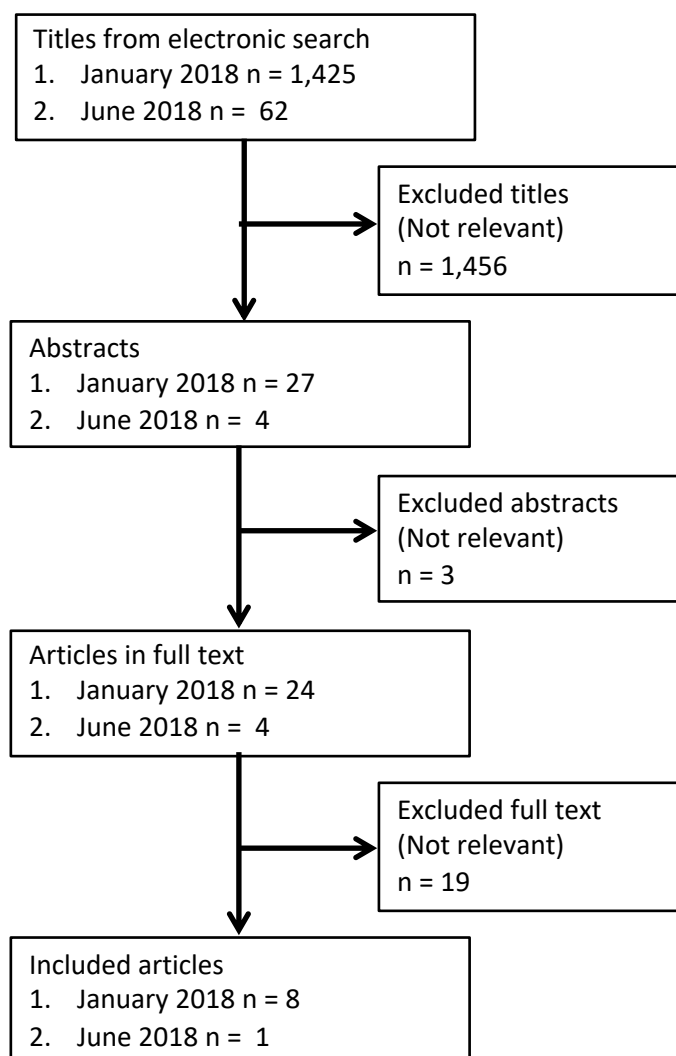 Titles from electronic search
1. January 2018 n = 1,425
2. June 2018 n = 62
Excluded titles
(Not relevant)
n = 1,456
Abstracts
1. January 2018 n = 27
2. June 2018 n = 4
Excluded abstracts
(Not relevant)
n = 3
Articles in full text
1. January 2018 n = 24
2. June 2018 n = 4
Excluded full text
(Not relevant)
n = 19
Included articles
1. January 2018 n = 8
2. June 2018 n = 1